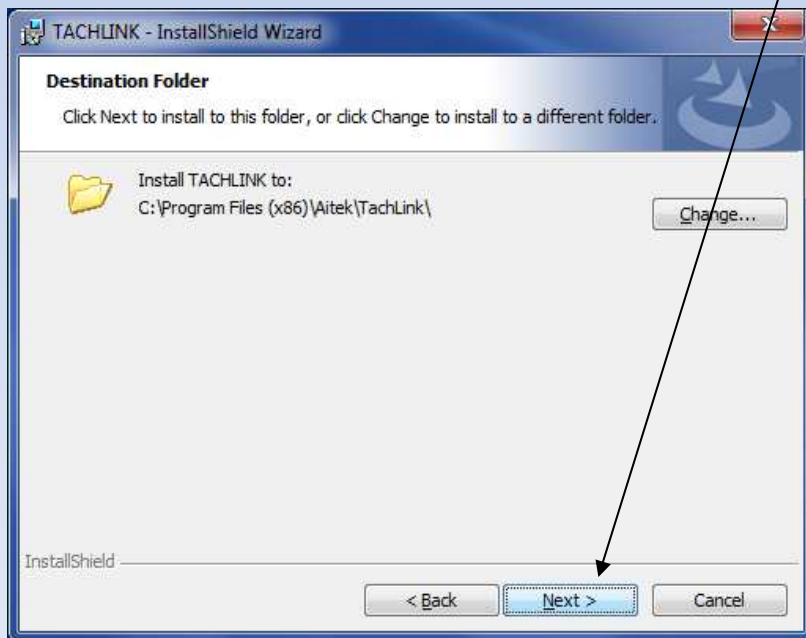 TACHLINK - InstallShield Wizard
Destination Folder
Click Next to install to this folder, or click Change to install to a different folder.
Install TACHLINK to:
C:\Program Files (x86)\Aitek\TachLink\
Change...
InstallShield
< Back
Next >
Cancel